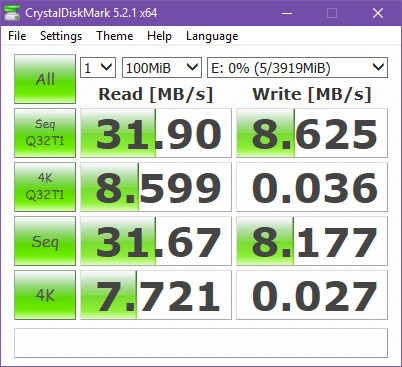 CrystalDiskMark 5.2.1 x64
File Settings Theme Help Language
All 1 100MiB E: 0% (5/3919MiB)
Read [MB/s] Write [MB/s]
Seq Q32T1 31.90 8.625
4K Q32T1 8.599 0.036
Seq 31.67 8.177
4K 7.721 0.027